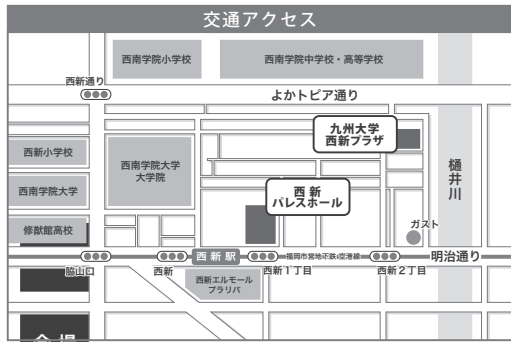 交通アクセス
西南学院小学校
西南学院中学校・高等学校
西新通り
よかトピア通り
九州大学
西新プラザ
西新小学校
西南学院大学
大学院
樋井川
西南学院大学
西新
パレスホール
修猷館高校
ガスト
西新駅
福岡市営地下鉄空港線
明治通り
脇山口
西新
西新1丁目
西新2丁目
西新エルモール
プラリバ
会場